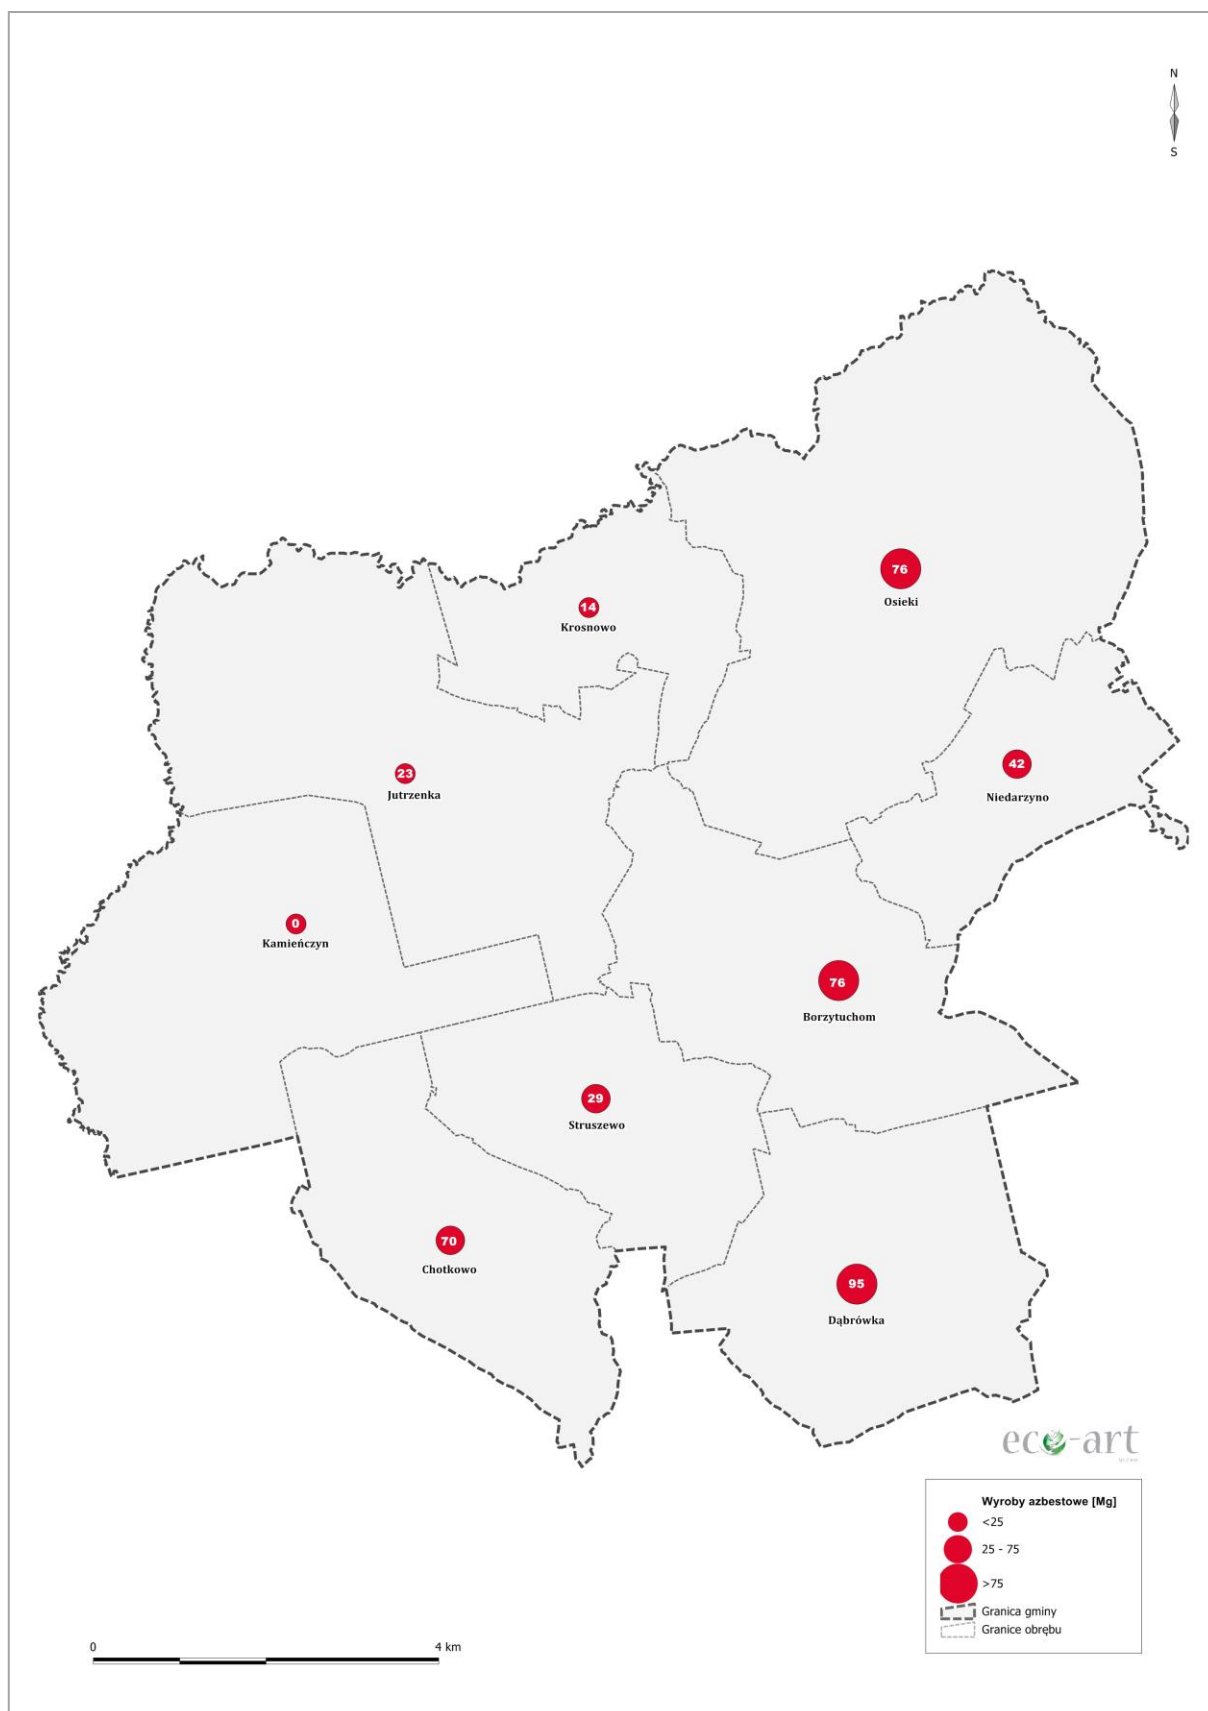 N
S
76
Osieki
14
Krosnowo
42
Niedarzyno
23
Jutrzenka
0
Kamieńczyn
76
Borzytuchom
29
Struszewo
70
Chotkowo
95
Dąbrówka
eco-art
Wyroby azbestowe [Mg]
<25
25 - 75
>75
Granica gminy
Granice obrębu
0 4 km